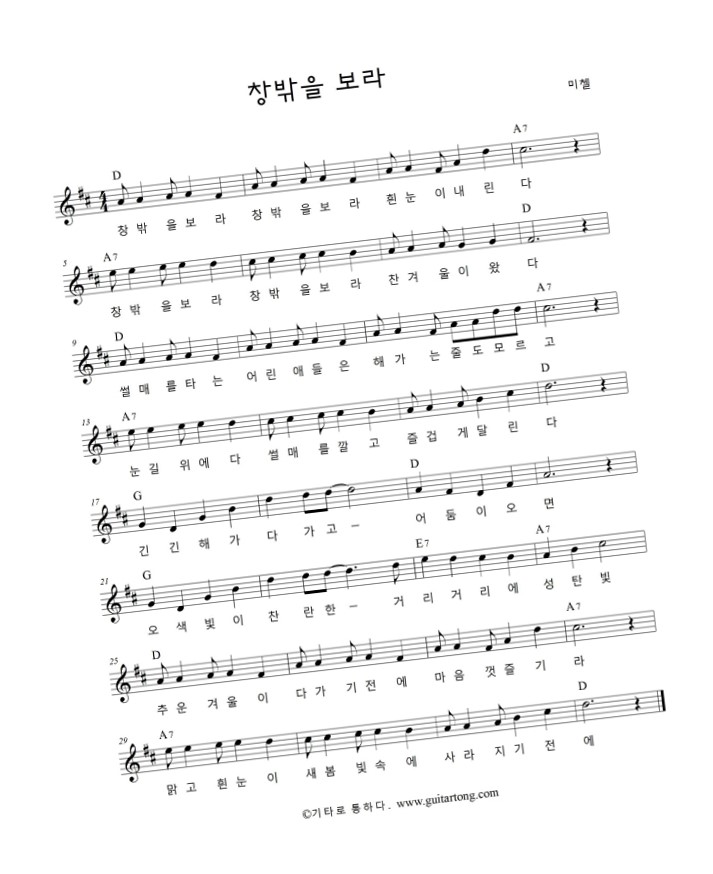 창밖을 보라
미첼
D A7
창 밖 을 보 라 창 밖 을 보 라 흰 눈 이 내 린 다
5 A7 D
창 밖 을 보 라 창 밖 을 보 라 찬 겨 울 이 왔 다
9 D A7
썰 매 를 타 는 어 린 애 들 은 해 가 는 줄 도 모 르 고
13 A7 D
눈 길 위 에 다 썰 매 를 깔 고 즐 겁 게 달 린 다
17 G D
긴 긴 해 가 다 가 고 – 어 둠 이 오 면
21 G E7 A7
오 색 빛 이 찬 란 한 – 거 리 거 리 에 성 탄 빛
25 D A7
추 운 겨 울 이 다 가 기 전 에 마 음 껏 즐 기 라
29 A7 D
맑 고 흰 눈 이 새 봄 빛 속 에 사 라 지 기 전 에
©기타로 통하다. www.guitartong.com